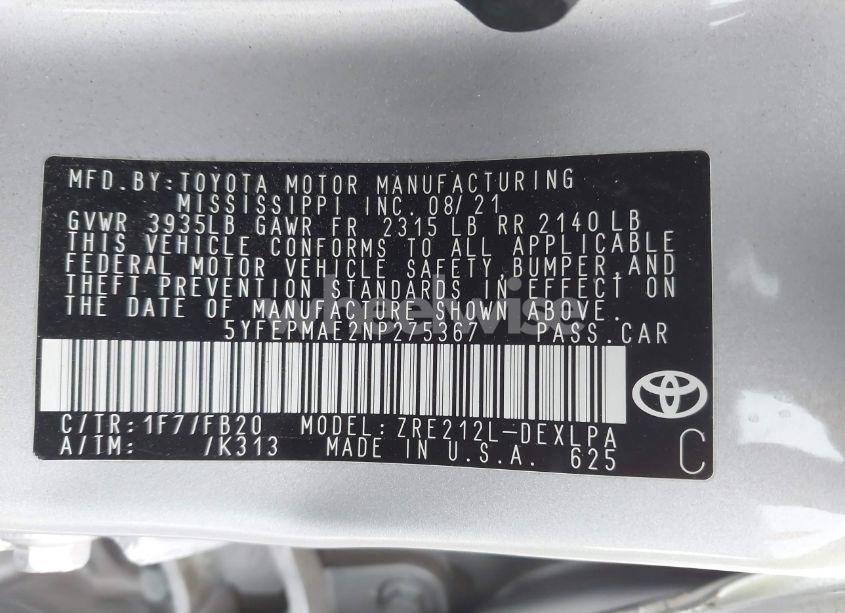 MFD.BY:TOYOTA MOTOR MANUFACTURING
MISSISSIPPI INC. 08/21
GVWR 3935LB GAWR FR 2315 LB RR 2140 LB
THIS VEHICLE CONFORMS TO ALL APPLICABLE
FEDERAL MOTOR VEHICLE SAFETY,BUMPER,AND
THEFT PREVENTION STANDARDS IN EFFECT ON
THE DATE OF MANUFACTURE SHOWN ABOVE.
wheelwise
5YFEPMAE2NP275367 PASS.CAR
C/TR:1F7/FB20 MODEL:ZRE212L-DEXLPA
A/TM: /K313 MADE IN U.S.A. 625 C